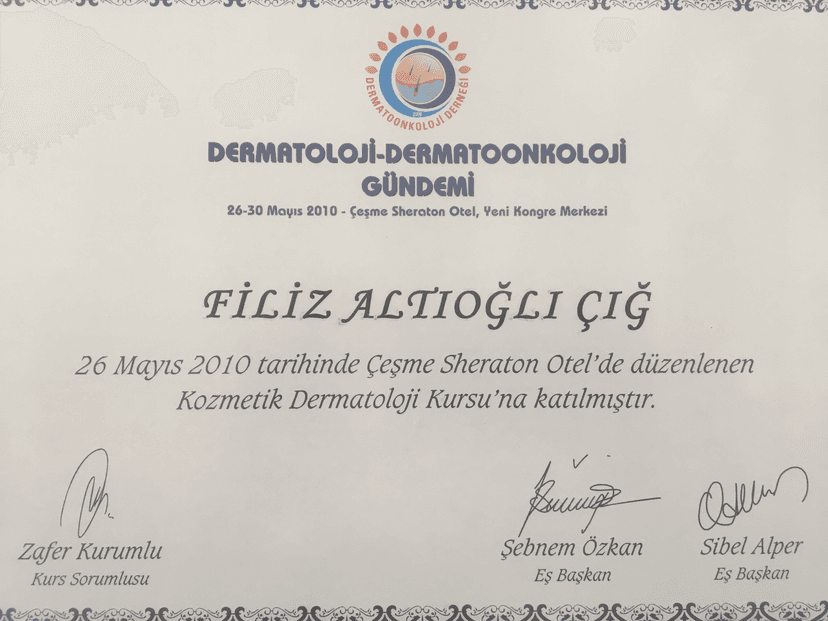 DERMATOONKOLOJİ DERNEĞİ
DERMATOLOJİ-DERMATOONKOLOJİ
GÜNDEMİ
26-30 Mayıs 2010 - Çeşme Sheraton Otel, Yeni Kongre Merkezi
FİLİZ ALTIOĞLI ÇIĞ
26 Mayıs 2010 tarihinde Çeşme Sheraton Otel'de düzenlenen
Kozmetik Dermatoloji Kursu'na katılmıştır.
Zafer Kurumlu
Kurs Sorumlusu
Şebnem Özkan
Eş Başkan
Sibel Alper
Eş Başkan